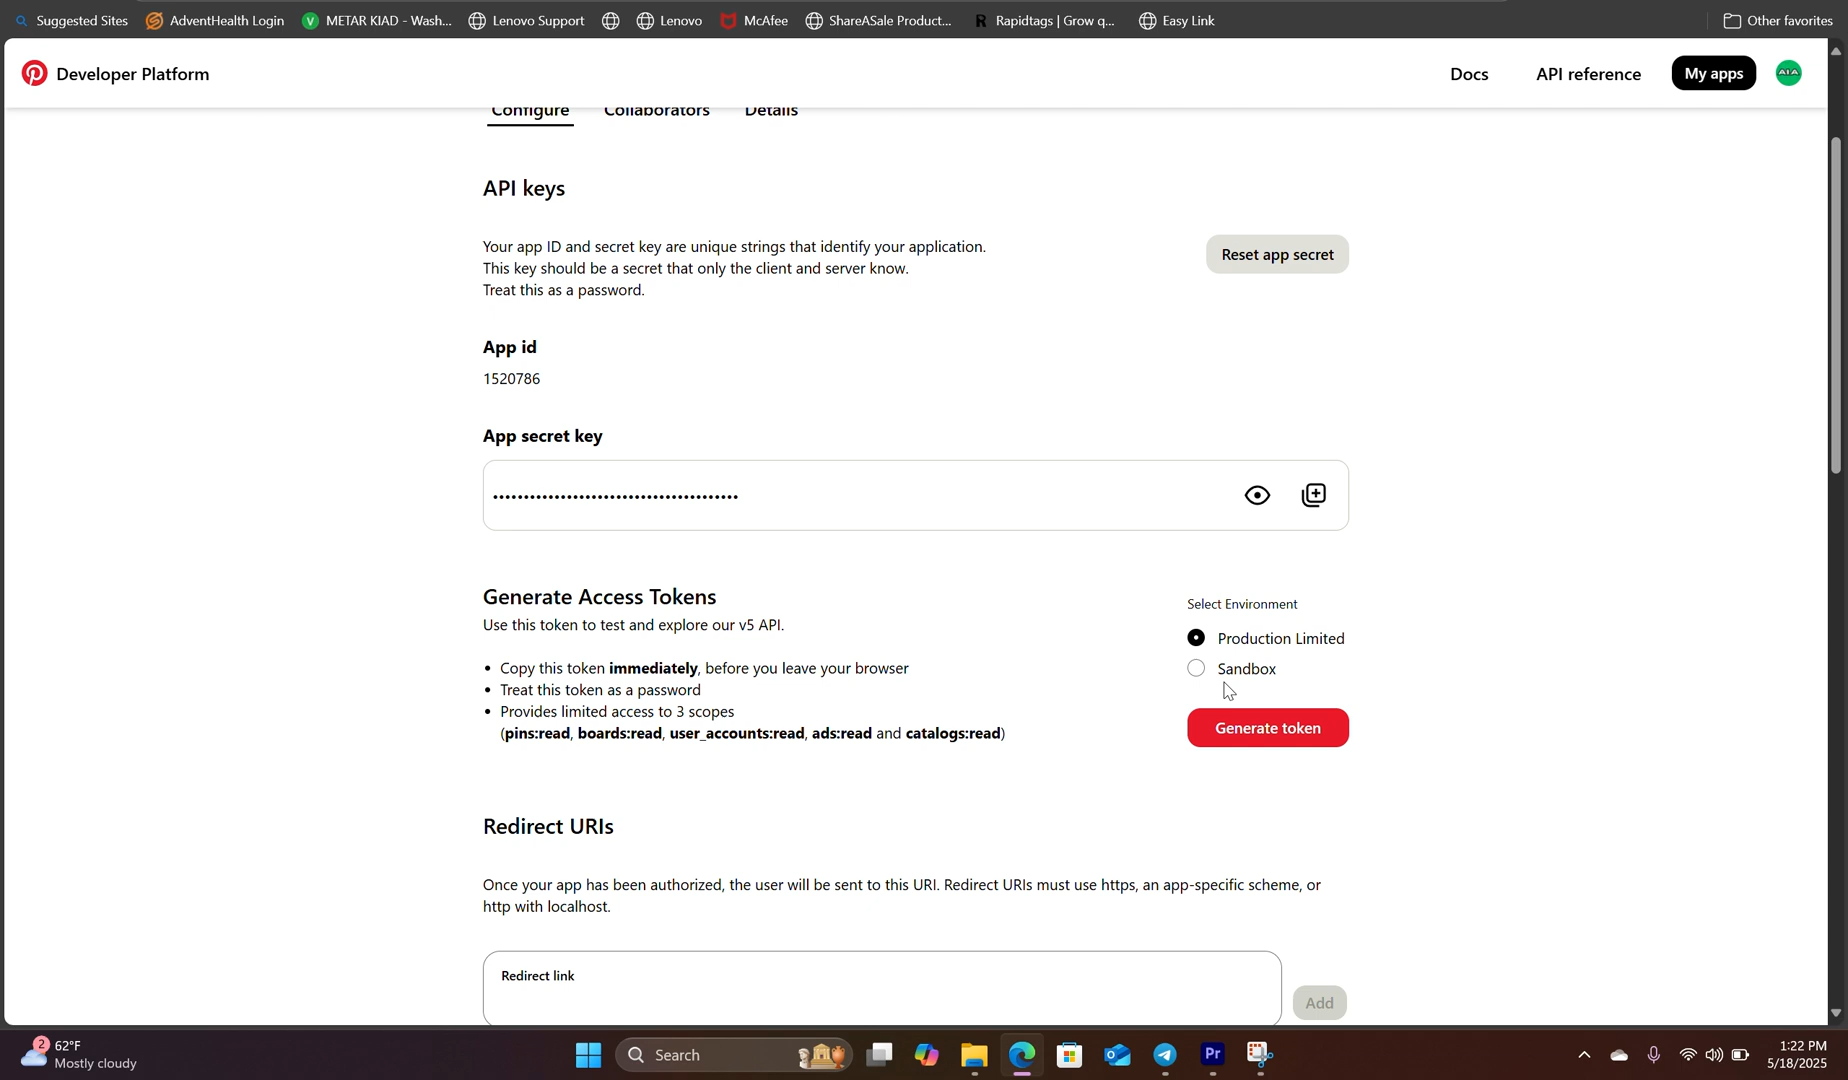 Suggested Sites AdventHealth Login V METAR KIAD - Wash... Lenovo Support Lenovo McAfee ShareASale Product... R Rapidtags | Grow q... Easy Link Other favorites
Developer Platform Docs API reference My apps AIA
Configure Collaborators Details
API keys
Your app ID and secret key are unique strings that identify your application.
This key should be a secret that only the client and server know.
Treat this as a password.
Reset app secret
App id
1520786
App secret key
••••••••••••••••••••••••••••••••••••••••
Generate Access Tokens
Use this token to test and explore our v5 API.
• Copy this token immediately, before you leave your browser
• Treat this token as a password
• Provides limited access to 3 scopes
(pins:read, boards:read, user_accounts:read, ads:read and catalogs:read)
Select Environment
Production Limited
Sandbox
Generate token
Redirect URIs
Once your app has been authorized, the user will be sent to this URI. Redirect URIs must use https, an app-specific scheme, or
http with localhost.
Redirect link
Add
2 62°F
Mostly cloudy
Search
Pr
1:22 PM
5/18/2025